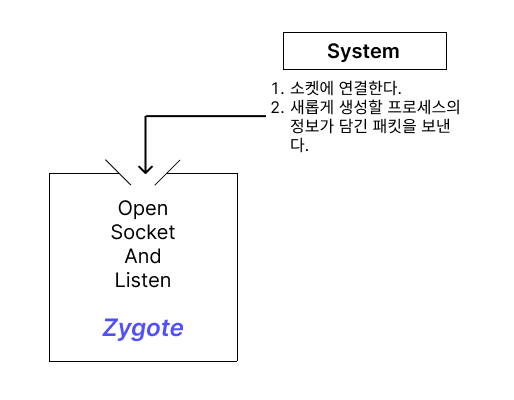 System
1. 소켓에 연결한다.
2. 새롭게 생성할 프로세스의
정보가 담긴 패킷을 보낸
다.
Open
Socket
And
Listen
Zygote